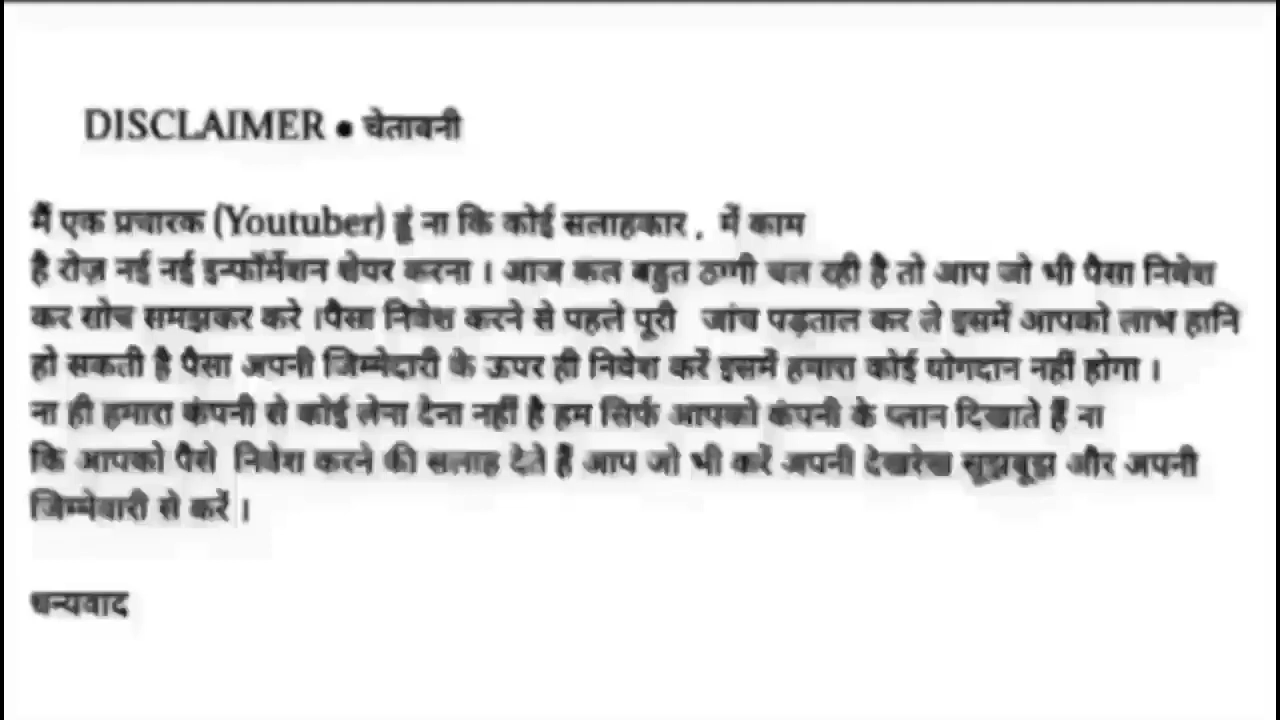 DISCLAIMER • चेतावनी
मैं एक प्रचारक (Youtuber) हूं ना कि कोई सलाहकार , में काम
है रोज़ नई नई इन्फॉर्मेशन शेयर करना । आज कल बहुत ठगी चल रही है तो आप जो भी पैसा निवेश
कर सोच समझकर करे ।पैसा निवेश करने से पहले पूरी जांच पड़ताल कर ले इसमें आपको लाभ हानि
हो सकती है पैसा अपनी जिम्मेदारी के ऊपर ही निवेश करें इसमें हमारा कोई योगदान नहीं होगा ।
ना ही हमारा कंपनी से कोई लेना देना नहीं है हम सिर्फ आपको कंपनी के प्लान दिखाते हैं ना
कि आपको पैसे निवेश करने की सलाह देते हैं आप जो भी करें अपनी देखरेख सूझबूझ और अपनी
जिम्मेवारी से करें ।
धन्यवाद